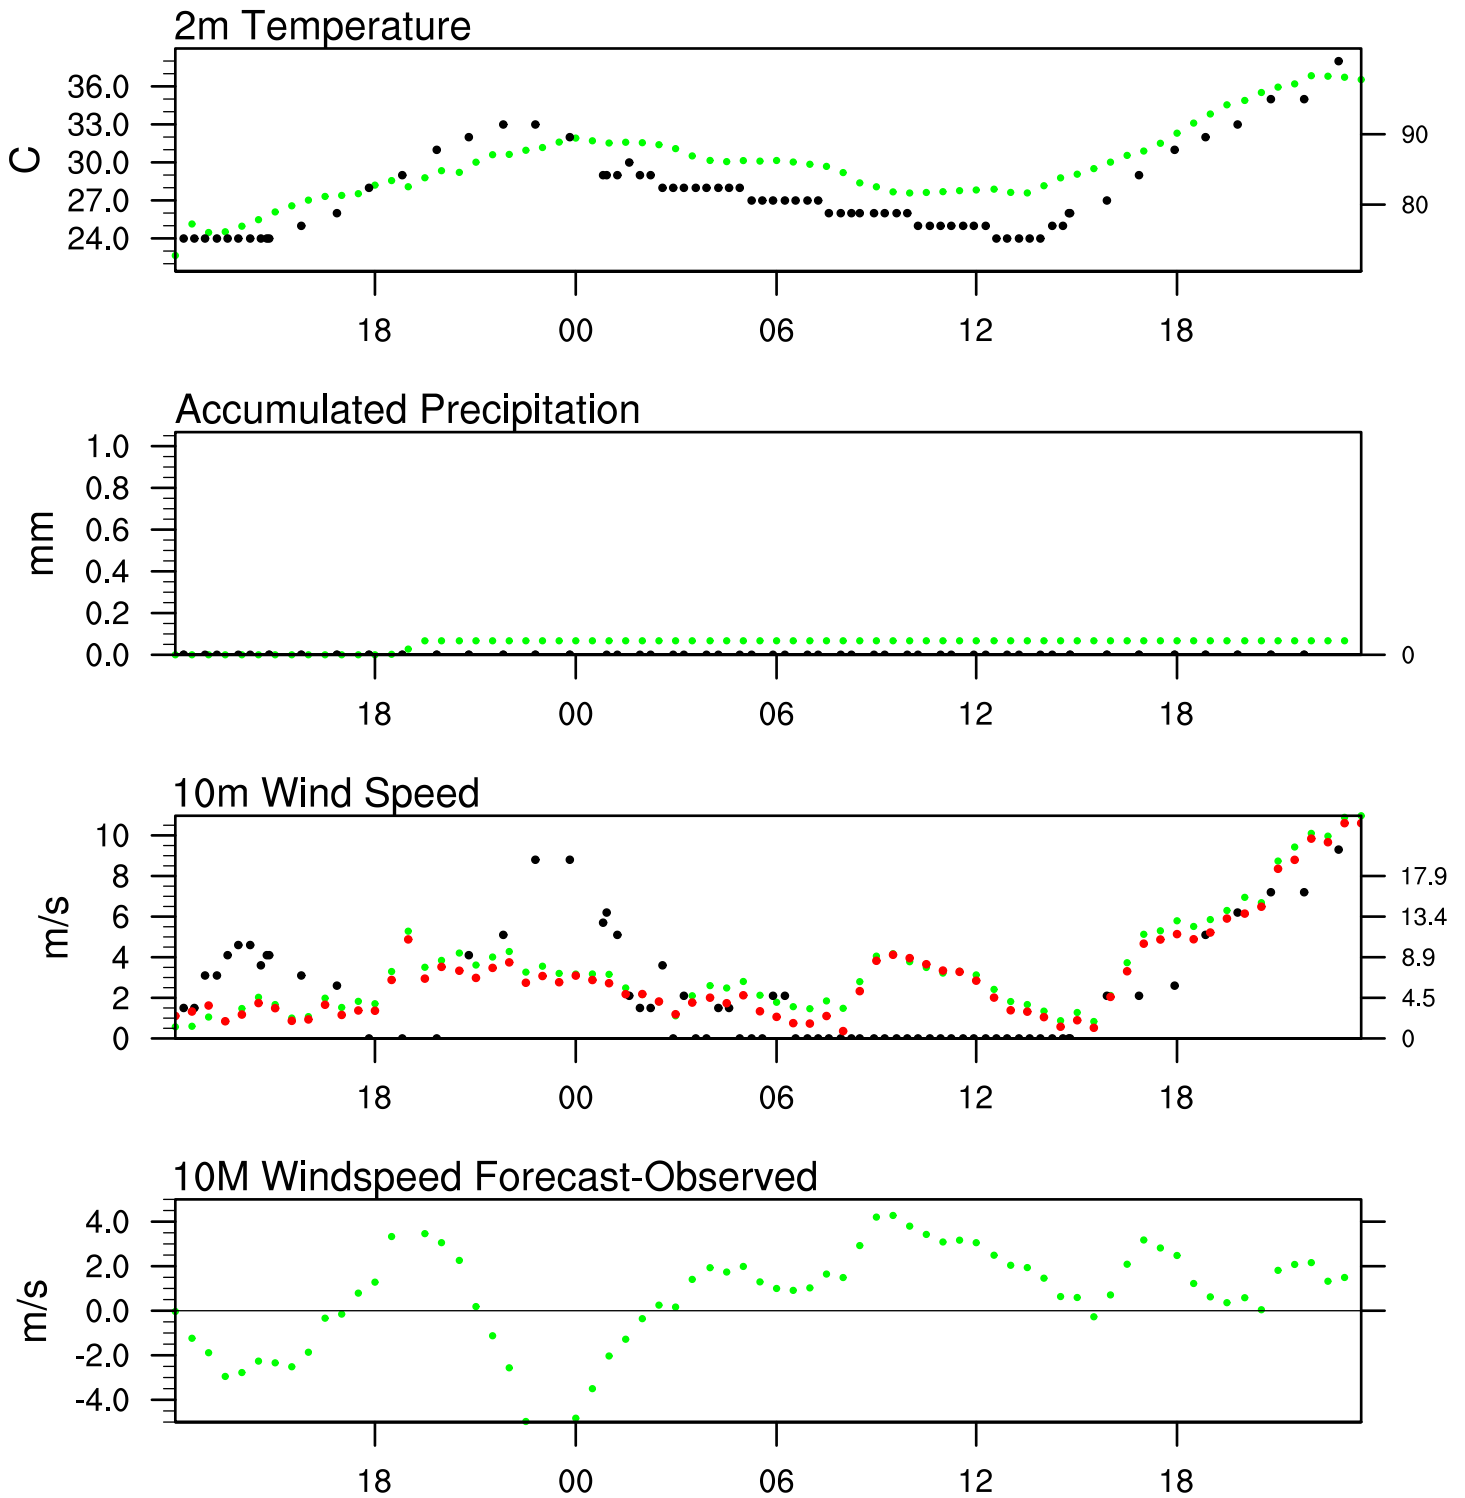 2m Temperature
36.0
33.0
30.0
27.0
24.0
C
90
80
18 00 06 12 18
Accumulated Precipitation
1.0
0.8
0.6
0.4
0.2
0.0
mm
0
18 00 06 12 18
10m Wind Speed
10
8
6
4
2
0
m/s
17.9
13.4
8.9
4.5
0
18 00 06 12 18
10M Windspeed Forecast-Observed
4.0
2.0
0.0
-2.0
-4.0
m/s
18 00 06 12 18